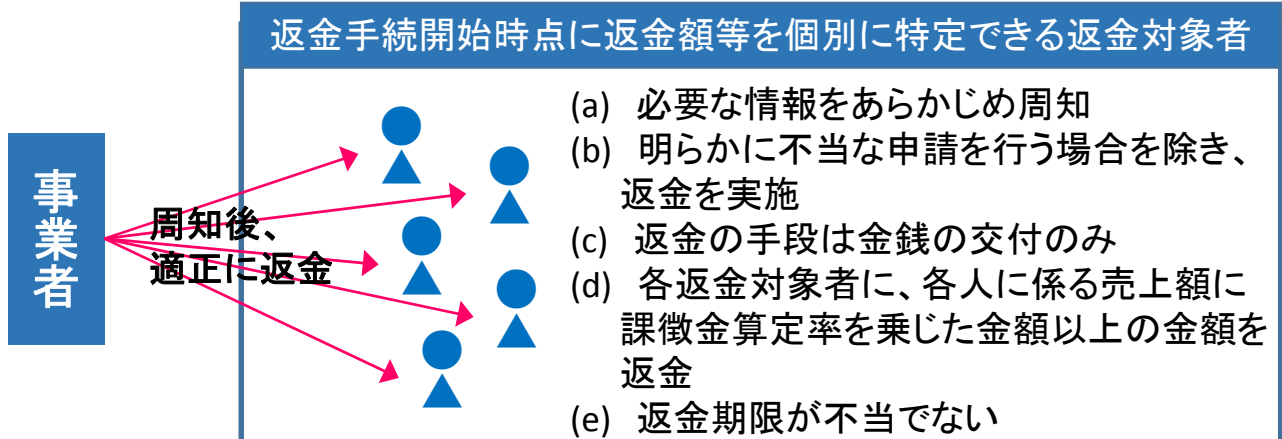 返金手続開始時点に返金額等を個別に特定できる返金対象者
事業者
周知後、
適正に返金
(a) 必要な情報をあらかじめ周知
(b) 明らかに不当な申請を行う場合を除き、
返金を実施
(c) 返金の手段は金銭の交付のみ
(d) 各返金対象者に、各人に係る売上額に
課徴金算定率を乗じた金額以上の金額を
返金
(e) 返金期限が不当でない